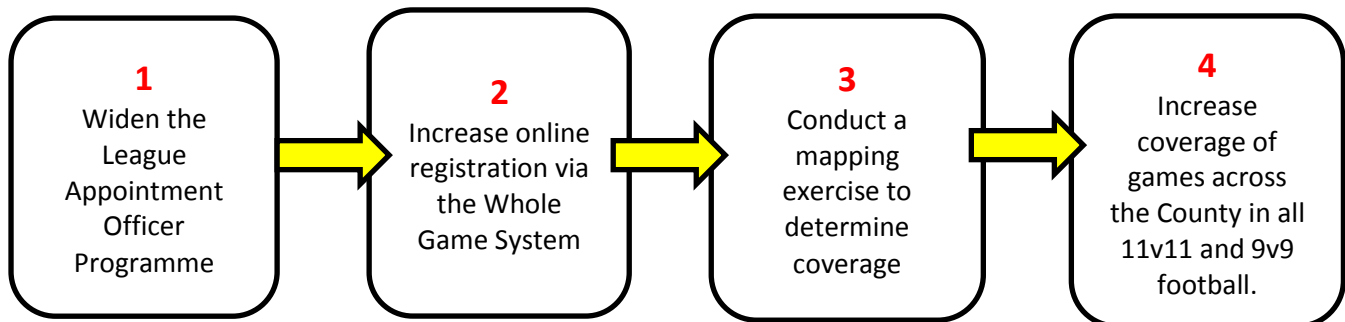 1
Widen the
League
Appointment
Officer
Programme
2
Increase online
registration via
the Whole
Game System
3
Conduct a
mapping
exercise to
determine
coverage
4
Increase
coverage of
games across
the County in all
11v11 and 9v9
football.